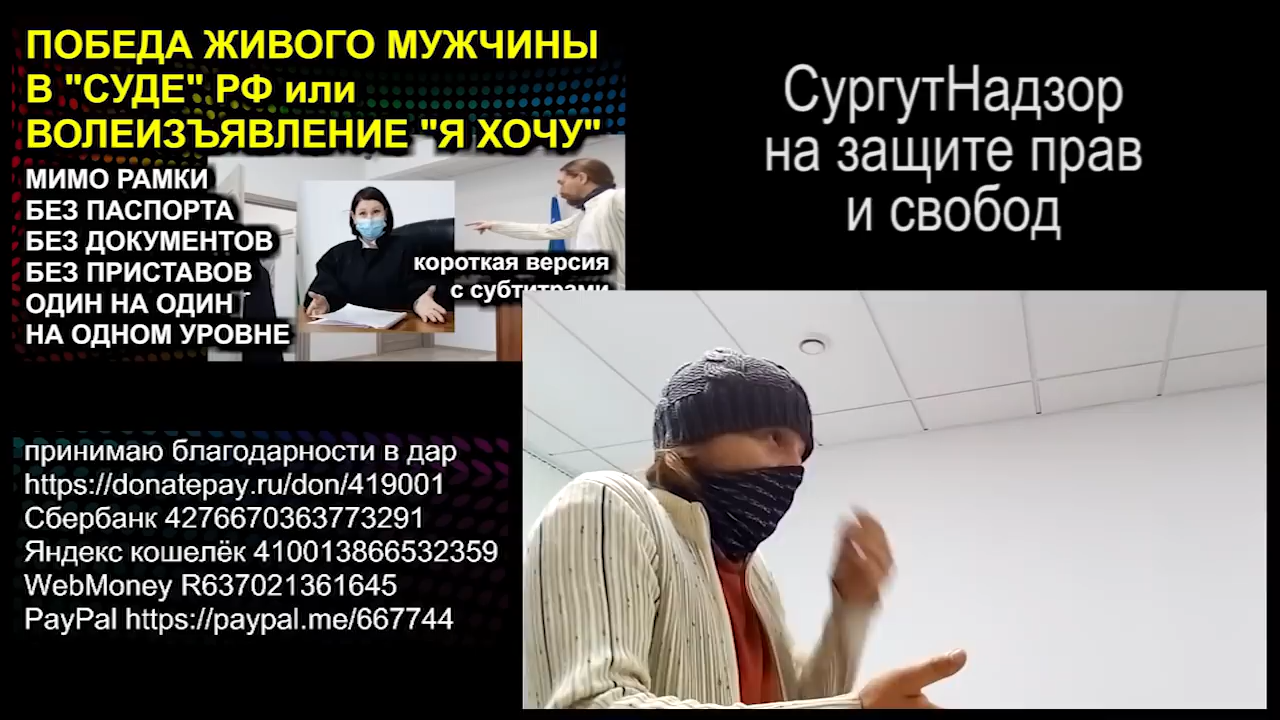 ПОБЕДА ЖИВОГО МУЖЧИНЫ
В "СУДЕ" РФ или
ВОЛЕИЗЪЯВЛЕНИЕ "Я ХОЧУ"
МИМО РАМКИ
БЕЗ ПАСПОРТА
БЕЗ ДОКУМЕНТОВ
БЕЗ ПРИСТАВОВ
ОДИН НА ОДИН
НА ОДНОМ УРОВНЕ
короткая версия
с субтитрами
СургутНадзор
на защите прав
и свобод
принимаю благодарности в дар
https://donatepay.ru/don/419001
Сбербанк 4276670363773291
Яндекс кошелёк 410013866532359
WebMoney R637021361645
PayPal https://paypal.me/667744